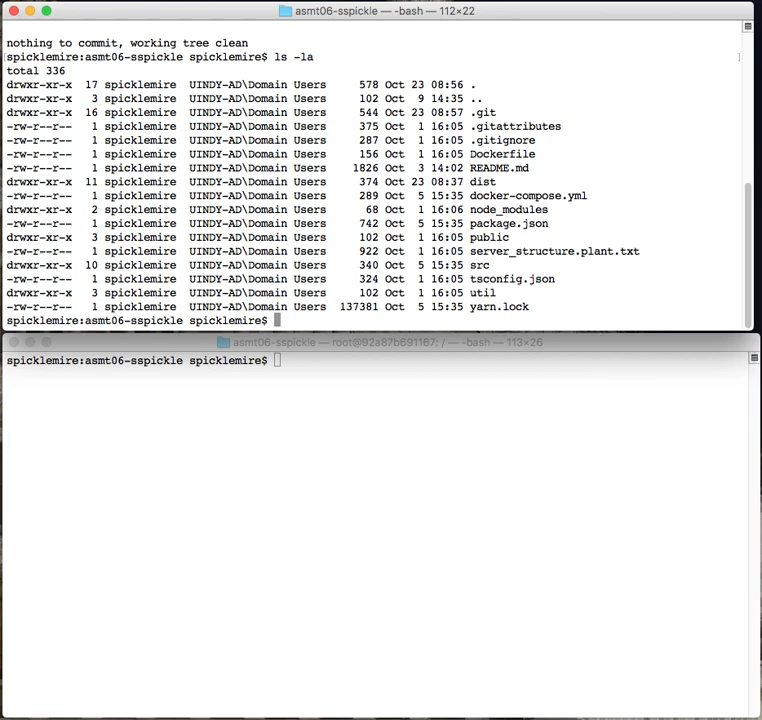 asmt06-sspickle — -bash — 112×22
nothing to commit, working tree clean
spicklemire:asmt06-sspickle spicklemire$ ls -la
total 336
drwxr-xr-x  17 spicklemire  UINDY-AD\Domain Users     578 Oct 23 08:56 .
drwxr-xr-x   3 spicklemire  UINDY-AD\Domain Users     102 Oct  9 14:35 ..
drwxr-xr-x  16 spicklemire  UINDY-AD\Domain Users     544 Oct 23 08:57 .git
-rw-r--r--   1 spicklemire  UINDY-AD\Domain Users     375 Oct  1 16:05 .gitattributes
-rw-r--r--   1 spicklemire  UINDY-AD\Domain Users     287 Oct  1 16:05 .gitignore
-rw-r--r--   1 spicklemire  UINDY-AD\Domain Users     156 Oct  1 16:05 Dockerfile
-rw-r--r--   1 spicklemire  UINDY-AD\Domain Users    1826 Oct  3 14:02 README.md
drwxr-xr-x  11 spicklemire  UINDY-AD\Domain Users     374 Oct 23 08:37 dist
-rw-r--r--   1 spicklemire  UINDY-AD\Domain Users     289 Oct  5 15:35 docker-compose.yml
drwxr-xr-x   2 spicklemire  UINDY-AD\Domain Users      68 Oct  1 16:06 node_modules
-rw-r--r--   1 spicklemire  UINDY-AD\Domain Users     742 Oct  5 15:35 package.json
drwxr-xr-x   3 spicklemire  UINDY-AD\Domain Users     102 Oct  1 16:05 public
-rw-r--r--   1 spicklemire  UINDY-AD\Domain Users     922 Oct  1 16:05 server_structure.plant.txt
drwxr-xr-x  10 spicklemire  UINDY-AD\Domain Users     340 Oct  5 15:35 src
-rw-r--r--   1 spicklemire  UINDY-AD\Domain Users     324 Oct  1 16:05 tsconfig.json
drwxr-xr-x   3 spicklemire  UINDY-AD\Domain Users     102 Oct  1 16:05 util
-rw-r--r--   1 spicklemire  UINDY-AD\Domain Users  137381 Oct  5 15:35 yarn.lock
spicklemire:asmt06-sspickle spicklemire$
asmt06-sspickle — root@92a87b691167: / — -bash — 113×26
spicklemire:asmt06-sspickle spicklemire$